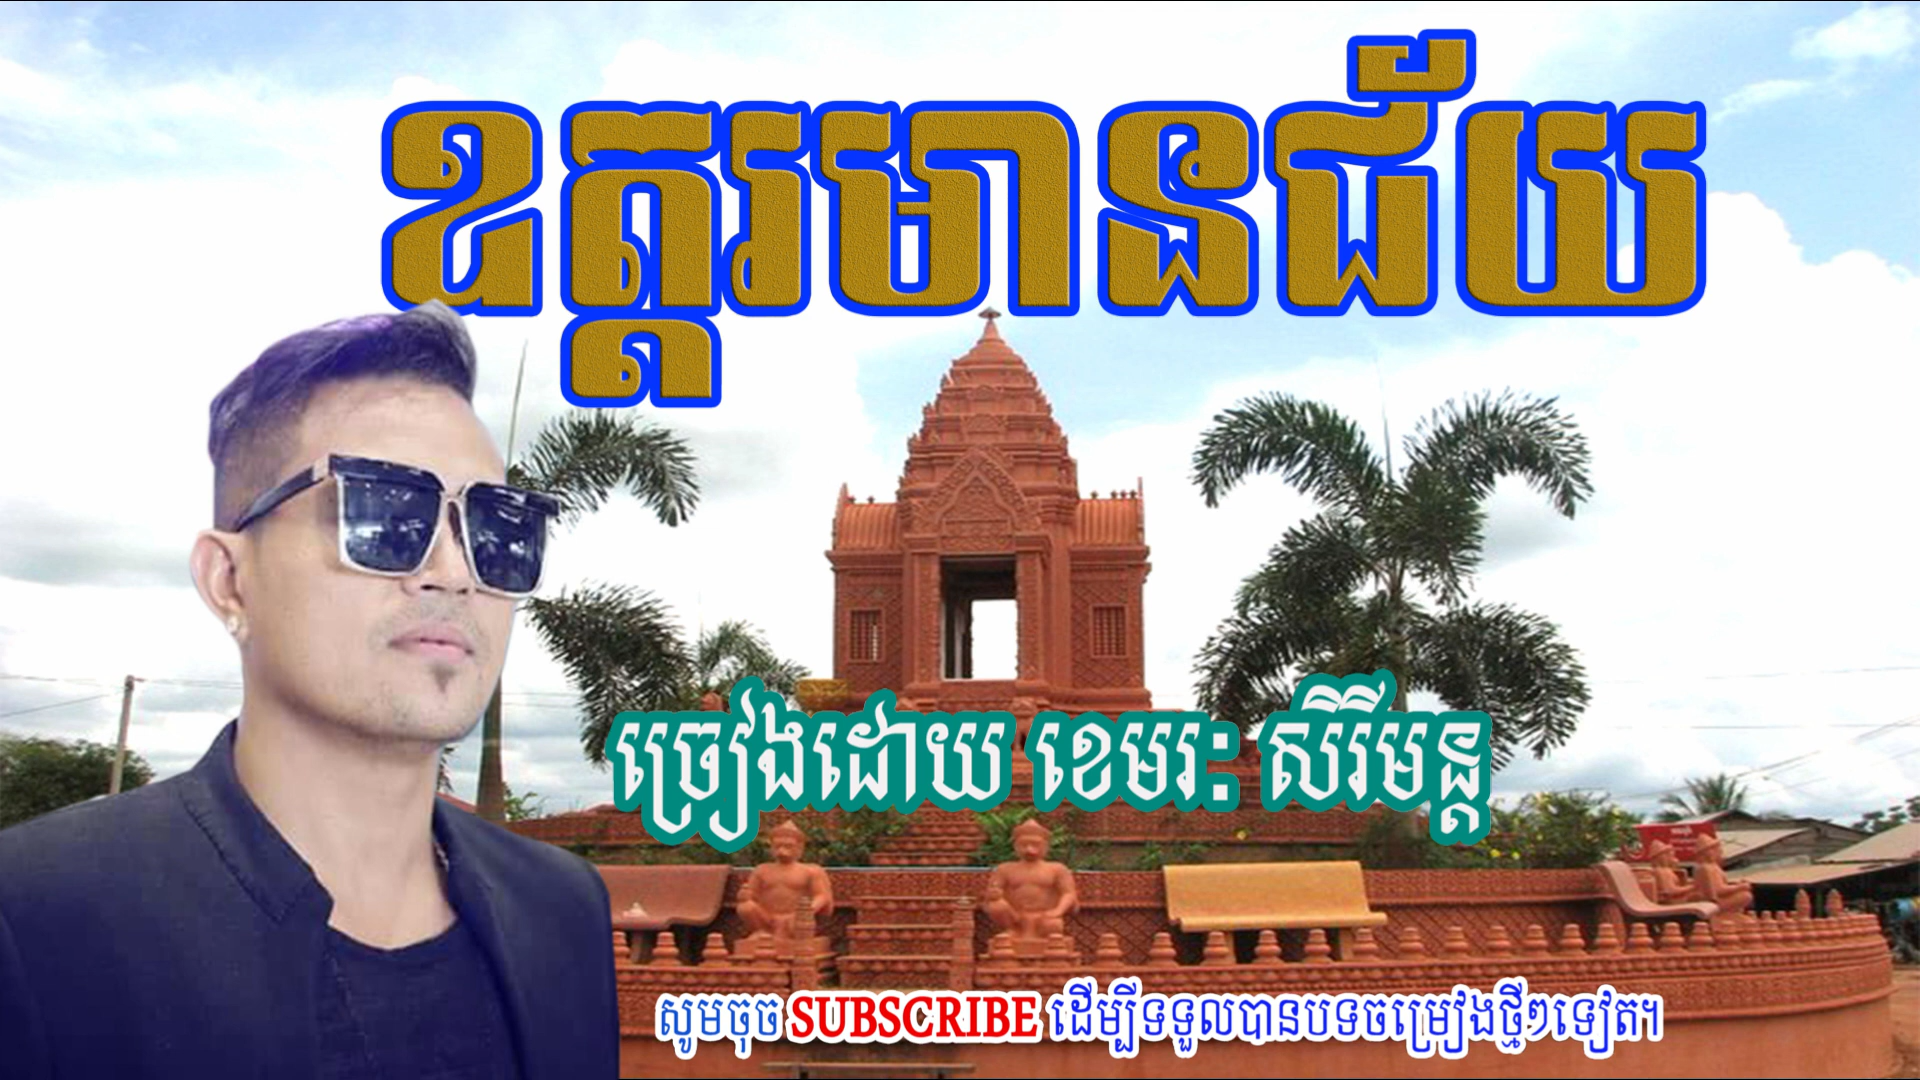 ឧត្តរមានជ័យ
ច្រៀងដោយ ខេមរៈ សិរីមន្ត
សូមចុច SUBSCRIBE ដើម្បីទទួលបានបទចម្រៀងថ្មីៗទៀត។